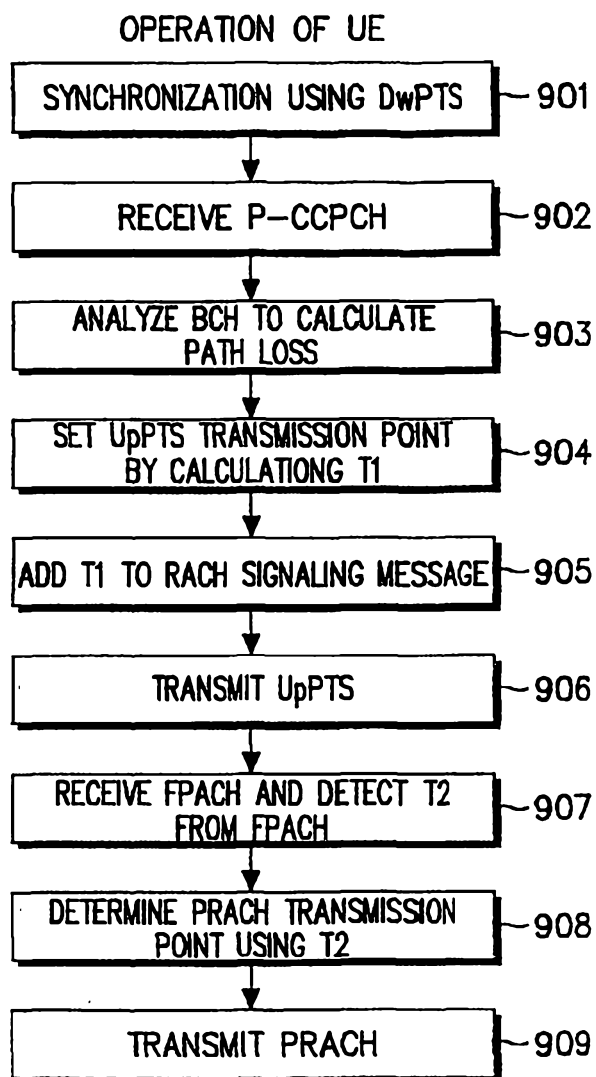 OPERATION OF UE
SYNCHRONIZATION USING DwPTS
901
RECEIVE P-CCPCH
902
ANALYZE BCH TO CALCULATE
PATH LOSS
903
SET UpPTS TRANSMISSION POINT
BY CALCULATIONG T1
904
ADD T1 TO RACH SIGNALING MESSAGE
905
TRANSMIT UpPTS
906
RECEIVE FPACH AND DETECT T2
FROM FPACH
907
DETERMINE PRACH TRANSMISSION
POINT USING T2
908
TRANSMIT PRACH
909